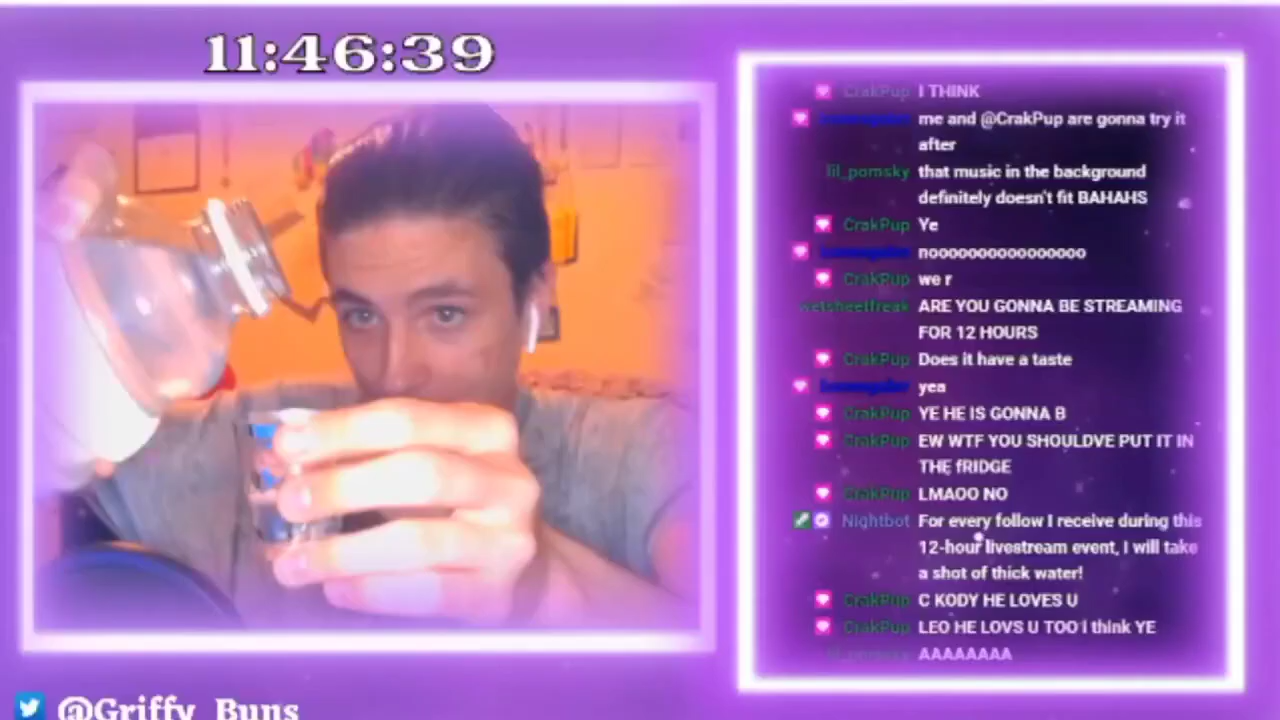 11:46:39
CrakPup I THINK
me and @CrakPup are gonna try it
after
lil_pomsky that music in the background
definitely doesn't fit BAHAHS
CrakPup Ye
nooooooooooooooooo
CrakPup we r
wetsheetfreak ARE YOU GONNA BE STREAMING
FOR 12 HOURS
CrakPup Does it have a taste
yea
CrakPup YE HE IS GONNA B
CrakPup EW WTF YOU SHOULDVE PUT IT IN
THE fRIDGE
CrakPup LMAOO NO
Nightbot For every follow I receive during this
12-hour livestream event, I will take
a shot of thick water!
CrakPup C KODY HE LOVES U
CrakPup LEO HE LOVS U TOO I think YE
lil_pomsky AAAAAAAA
@Griffy_Buns